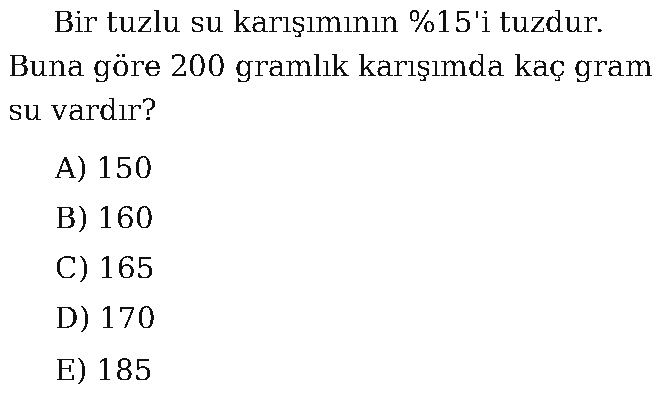 Bir tuzlu su karışımının %15'i tuzdur.
Buna göre 200 gramlık karışımda kaç gram
su vardır?
A) 150
B) 160
C) 165
D) 170
E) 185